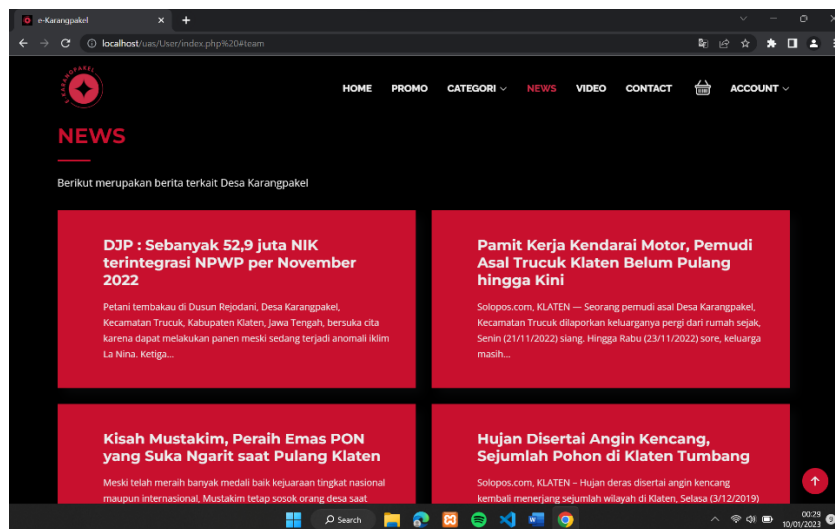 e-Karangpakel
localhost/uas/User/index.php%20#team
E KARANGPAKEL
HOME PROMO CATEGORI NEWS VIDEO CONTACT ACCOUNT
NEWS
Berikut merupakan berita terkait Desa Karangpakel
DJP : Sebanyak 52,9 juta NIK
terintegrasi NPWP per November
2022
Petani tembakau di Dusun Rejodani, Desa Karangpakel,
Kecamatan Trucuk, Kabupaten Klaten, Jawa Tengah, bersuka cita
karena dapat melakukan panen meski sedang terjadi anomali iklim
La Nina. Ketiga...
Pamit Kerja Kendarai Motor, Pemudi
Asal Trucuk Klaten Belum Pulang
hingga Kini
Solopos.com, KLATEN — Seorang pemudi asal Desa Karangpakel,
Kecamatan Trucuk dilaporkan keluarganya pergi dari rumah sejak,
Senin (21/11/2022) siang. Hingga Rabu (23/11/2022) sore, keluarga
masih...
Kisah Mustakim, Peraih Emas PON
yang Suka Ngarit saat Pulang Klaten
Meski telah meraih banyak medali baik kejuaraan tingkat nasional
maupun internasional, Mustakim tetap sosok orang desa saat
Hujan Disertai Angin Kencang,
Sejumlah Pohon di Klaten Tumbang
Solopos.com, KLATEN – Hujan deras disertai angin kencang
kembali menerjang sejumlah wilayah di Klaten, Selasa (3/12/2019)
Search
00:29
10/01/2023